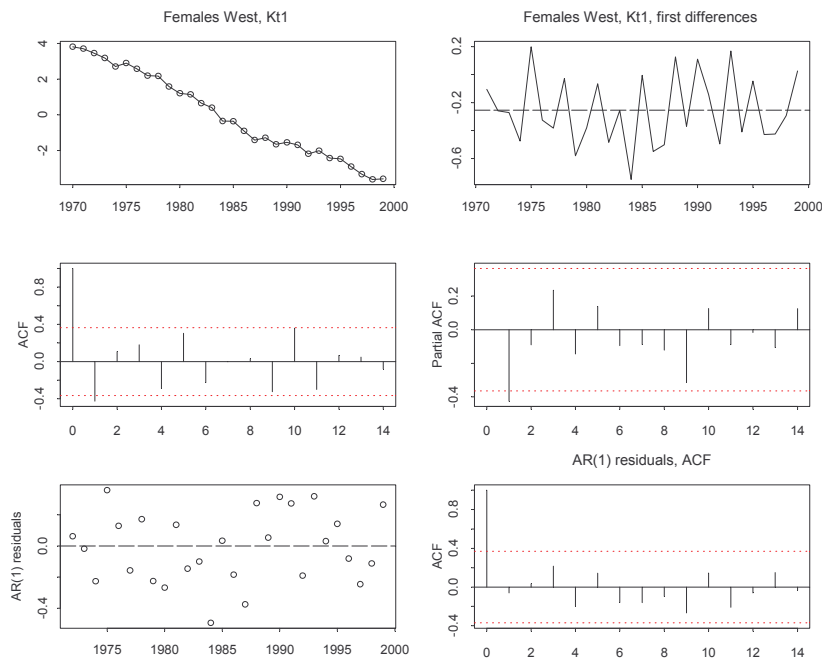 Females West, Kt1
4
2
0
-2
1970 1975 1980 1985 1990 1995 2000
Females West, Kt1, first differences
0.2
-0.2
-0.6
1970 1975 1980 1985 1990 1995 2000
ACF
0.8
0.4
0.0
-0.4
0 2 4 6 8 10 12 14
Partial ACF
0.2
0.0
-0.4
0 2 4 6 8 10 12 14
AR(1) residuals
0.0
-0.4
1975 1980 1985 1990 1995 2000
AR(1) residuals, ACF
ACF
0.8
0.4
0.0
-0.4
0 2 4 6 8 10 12 14